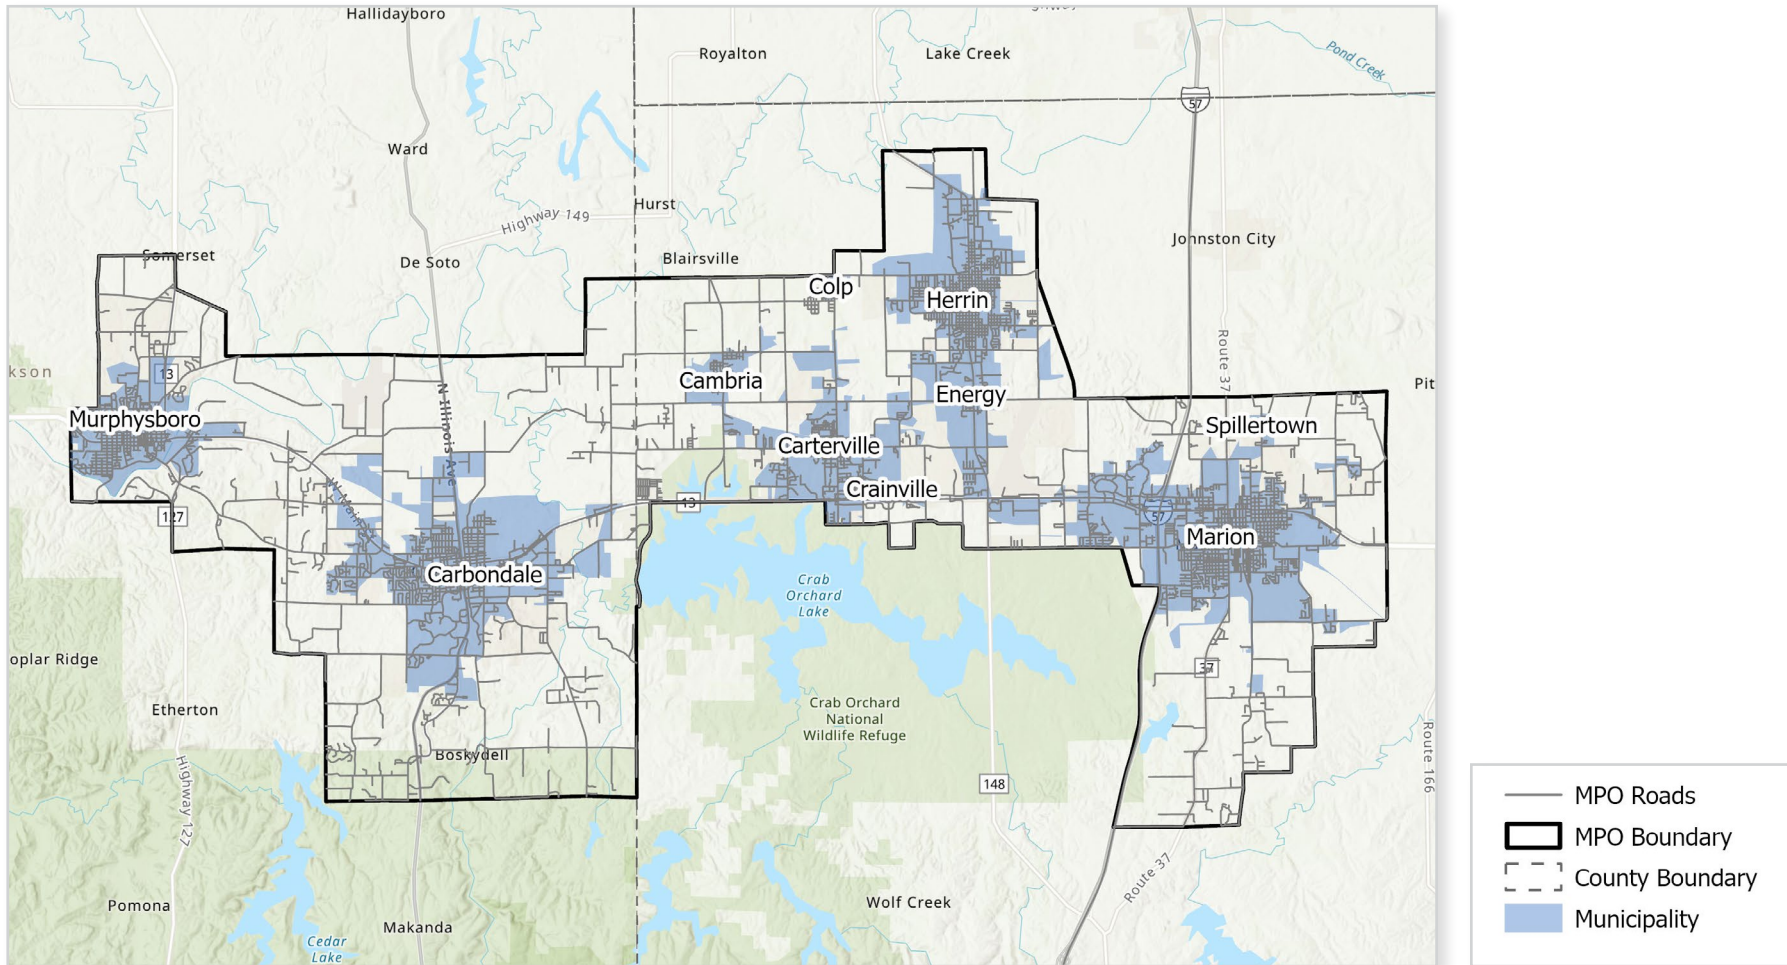 Hallidayboro
Royalton
Lake Creek
Pond Creek
57
Ward
Hurst
Highway 149
Johnston City
Somerset
De Soto
Blairsville
Colp
Herrin
Route 37
kson
13
Cambria
Energy
Pit
N Illinois Ave
Murphysboro
Spillertown
Carterville
Crainville
13
W Main St
127
57
Marion
Carbondale
Crab
Orchard
Lake
oplar Ridge
37
Etherton
Crab Orchard
National
Wildlife Refuge
Boskydell
148
Route 166
Highway 127
Route 37
Pomona
Wolf Creek
Makanda
Cedar
Lake
MPO Roads
MPO Boundary
County Boundary
Municipality